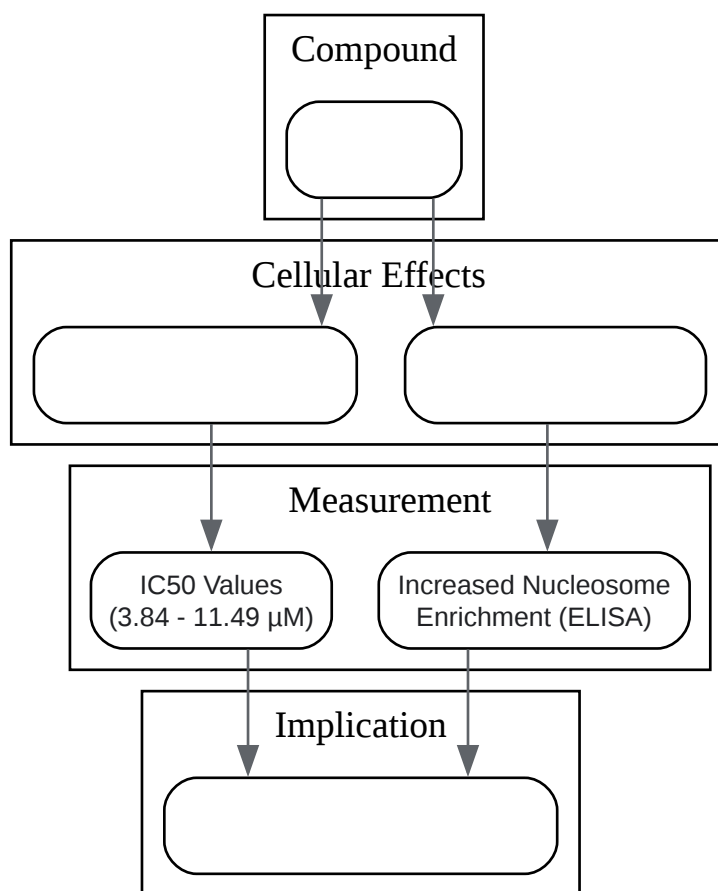 Compound
Cellular Effects
Measurement
IC50 Values
(3.84 - 11.49 µM)
Increased Nucleosome
Enrichment (ELISA)
Implication